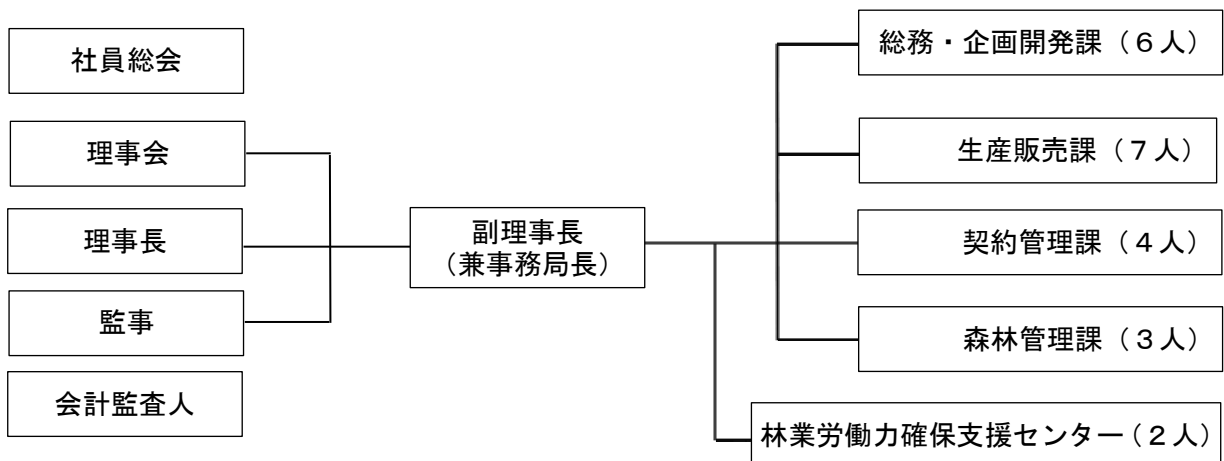 社員総会
理事会
理事長
監事
会計監査人
副理事長
（兼事務局長）
総務・企画開発課（６人）
生産販売課（７人）
契約管理課（４人）
森林管理課（３人）
林業労働力確保支援センター（２人）